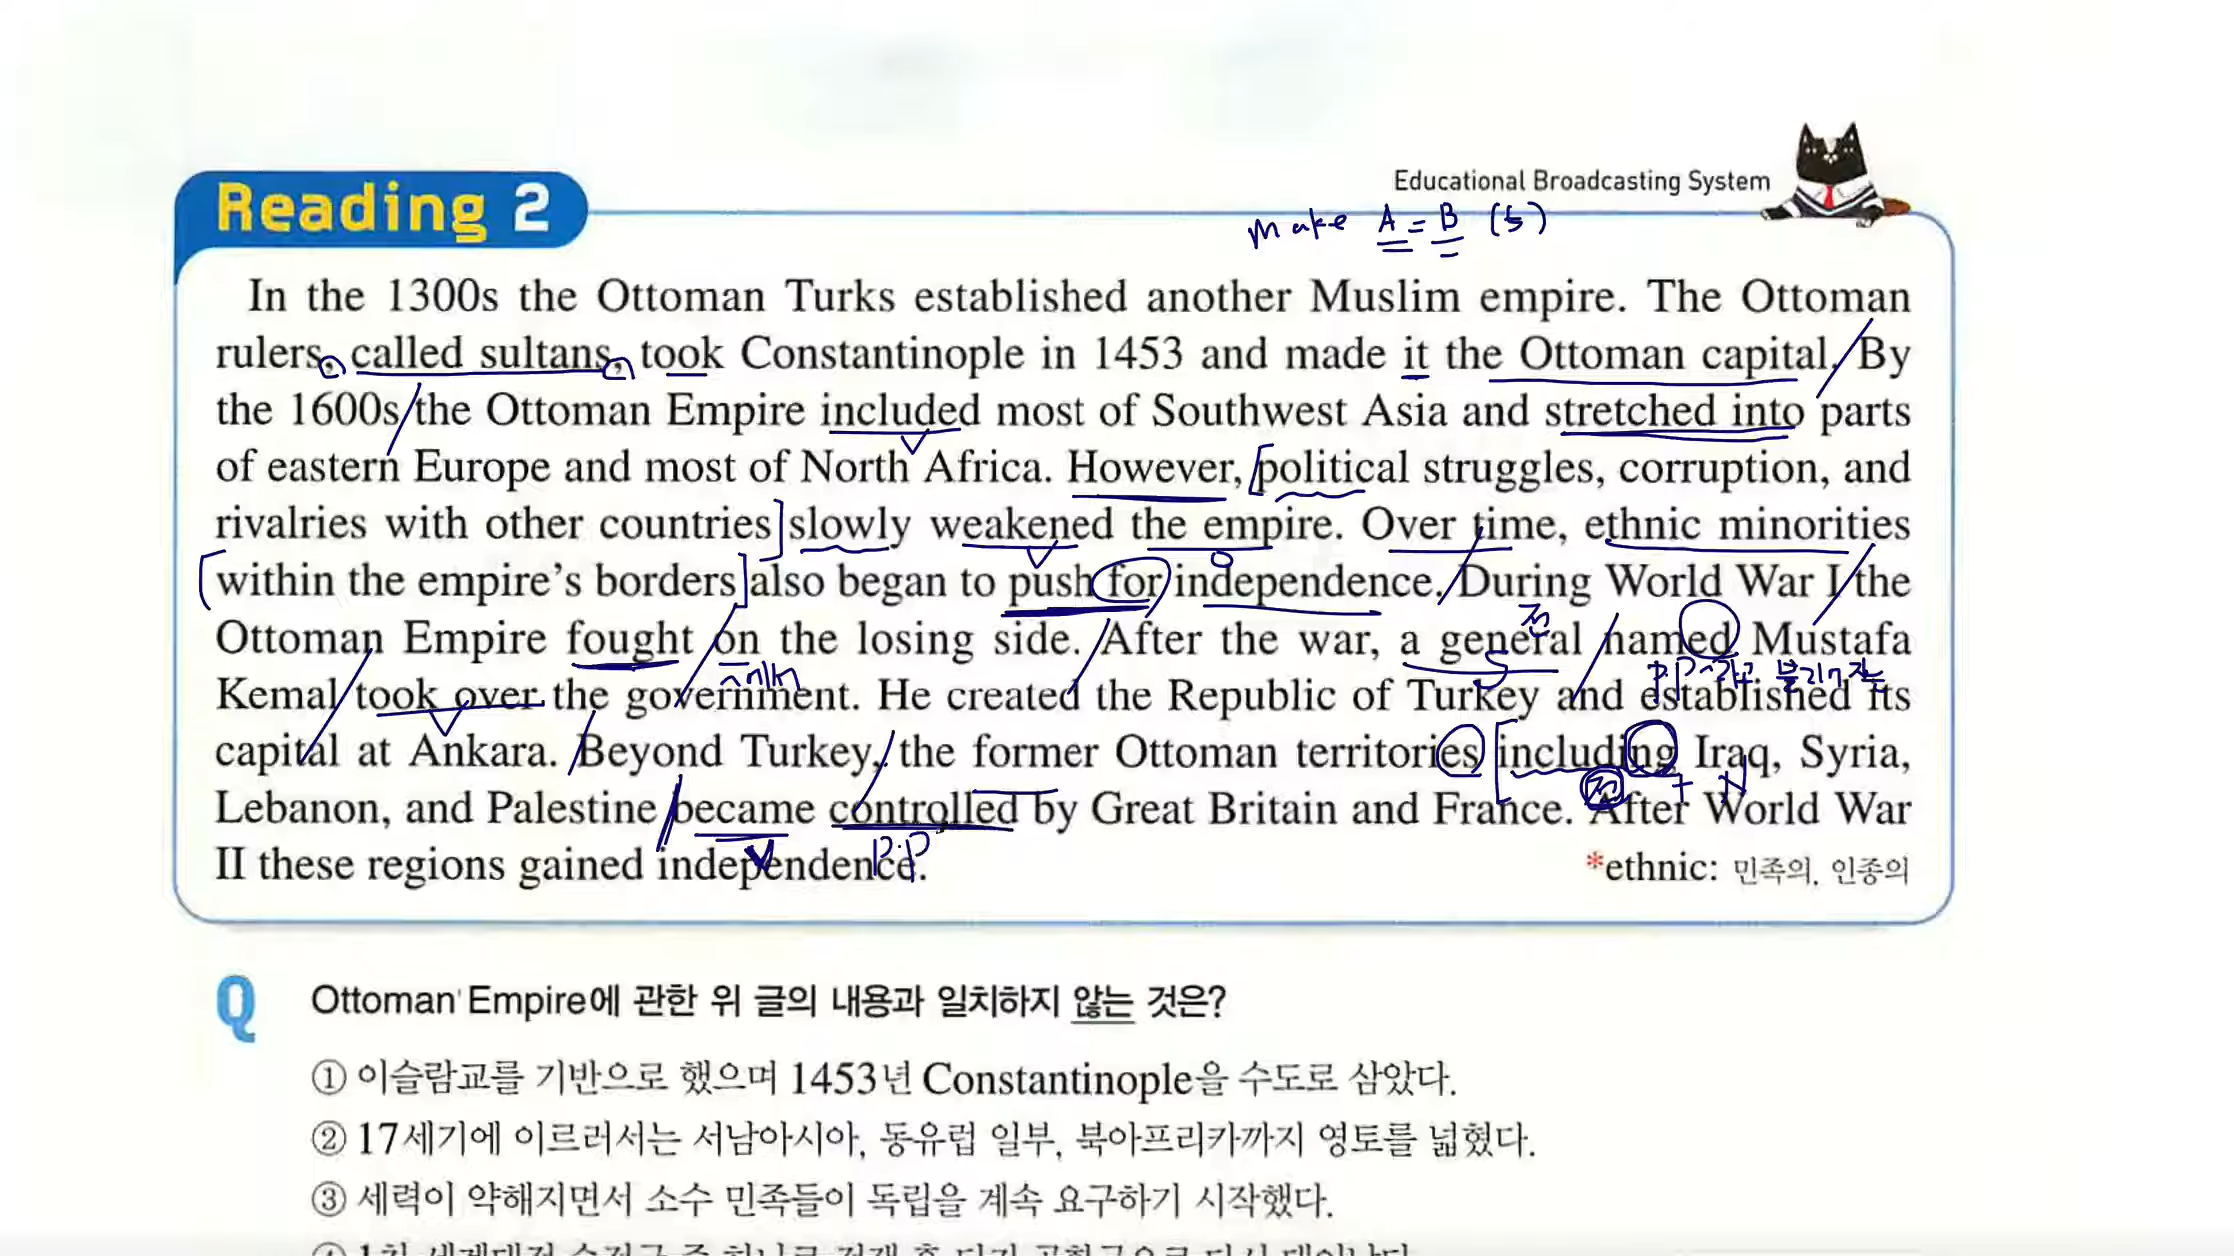 Educational Broadcasting System
Reading 2
make A = B (5)
In the 1300s the Ottoman Turks established another Muslim empire. The Ottoman
rulers, called sultans, took Constantinople in 1453 and made it the Ottoman capital. By
the 1600s the Ottoman Empire included most of Southwest Asia and stretched into parts
V
of eastern Europe and most of North Africa. However, political struggles, corruption, and
rivalries with other countries slowly weakened the empire. Over time, ethnic minorities
V O
within the empire's borders also began to push for independence. During World War I the
전
Ottoman Empire fought on the losing side. After the war, a general named Mustafa
S P.P
Kemal took over the government. He created the Republic of Turkey and established its
V
capital at Ankara. Beyond Turkey, the former Ottoman territories including Iraq, Syria,
전 + N
Lebanon, and Palestine became controlled by Great Britain and France. After World War
V P.P
II these regions gained independence.
*ethnic: 민족의, 인종의
Q Ottoman Empire에 관한 위 글의 내용과 일치하지 않는 것은?
① 이슬람교를 기반으로 했으며 1453년 Constantinople을 수도로 삼았다.
② 17세기에 이르러서는 서남아시아, 동유럽 일부, 북아프리카까지 영토를 넓혔다.
③ 세력이 약해지면서 소수 민족들이 독립을 계속 요구하기 시작했다.